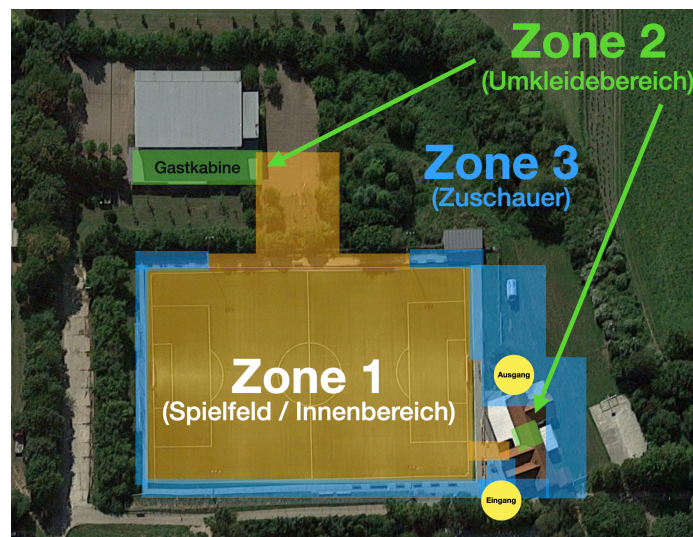 Zone 2
(Umkleidebereich)
Gastkabine
Zone 3
(Zuschauer)
Zone 1
(Spielfeld / Innenbereich)
Ausgang
Eingang